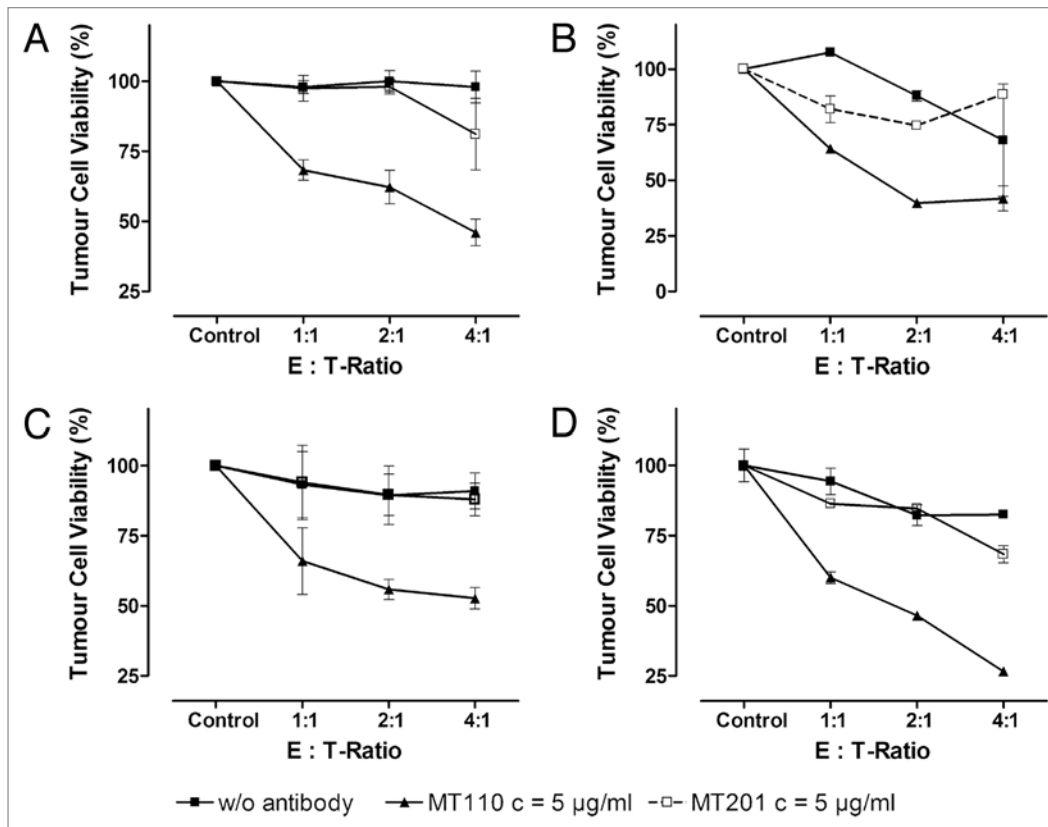 A
Tumour Cell Viability (%)
100
75
50
25
Control 1:1 2:1 4:1
E : T-Ratio
B
Tumour Cell Viability (%)
100
75
50
25
0
Control 1:1 2:1 4:1
E : T-Ratio
C
Tumour Cell Viability (%)
100
75
50
25
Control 1:1 2:1 4:1
E : T-Ratio
D
Tumour Cell Viability (%)
100
75
50
25
Control 1:1 2:1 4:1
E : T-Ratio
w/o antibody MT110 c = 5 µg/ml MT201 c = 5 µg/ml